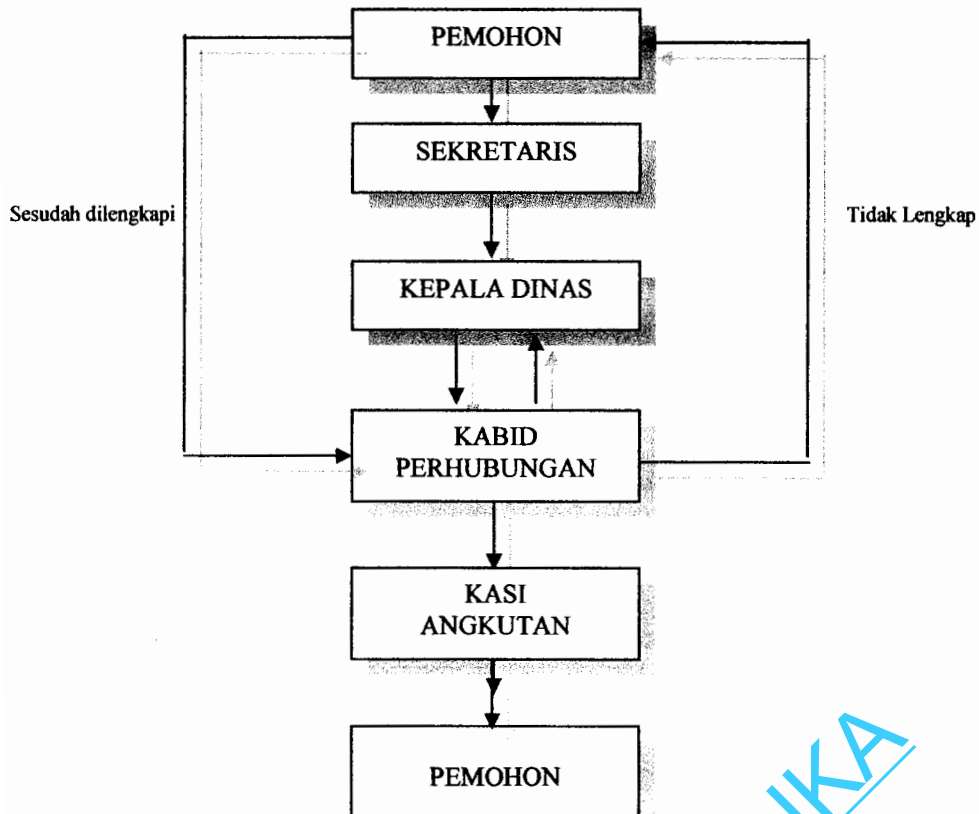 PEMOHON
SEKRETARIS
Sesudah dilengkapi
Tidak Lengkap
KEPALA DINAS
KABID
PERHUBUNGAN
KASI
ANGKUTAN
PEMOHON